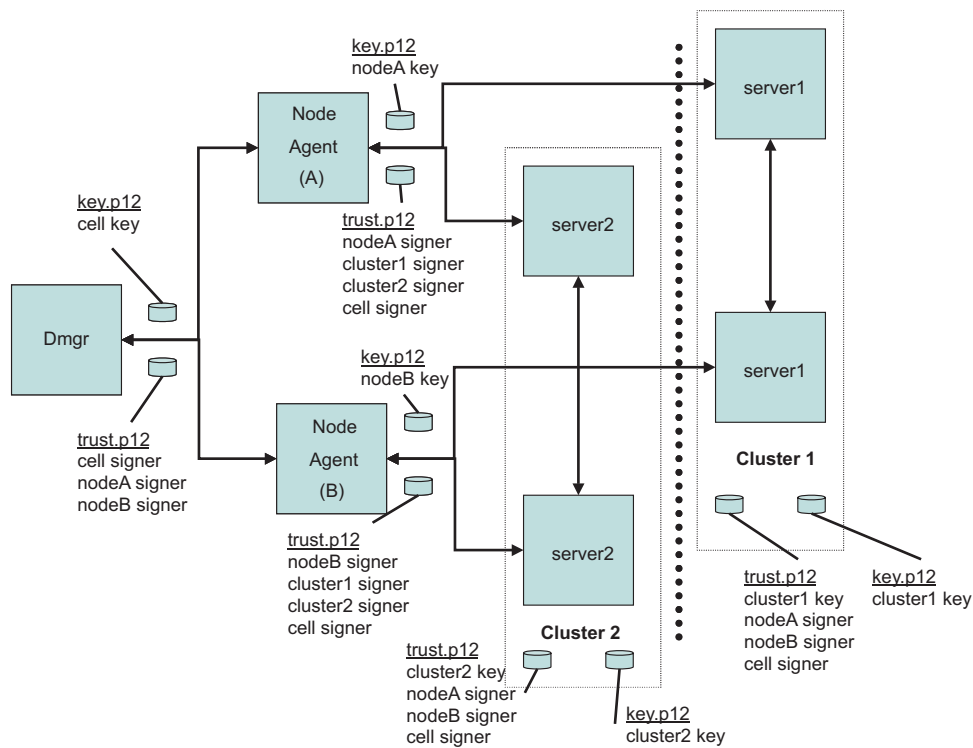 key.p12
nodeA key
server1
Node
Agent
(A)
key.p12
cell key
trust.p12
nodeA signer
cluster1 signer
cluster2 signer
cell signer
server2
Dmgr
key.p12
nodeB key
server1
trust.p12
cell signer
nodeA signer
nodeB signer
Node
Agent
(B)
Cluster 1
trust.p12
nodeB signer
cluster1 signer
cluster2 signer
cell signer
server2
trust.p12
cluster1 key
nodeA signer
nodeB signer
cell signer
key.p12
cluster1 key
Cluster 2
trust.p12
cluster2 key
nodeA signer
nodeB signer
cell signer
key.p12
cluster2 key